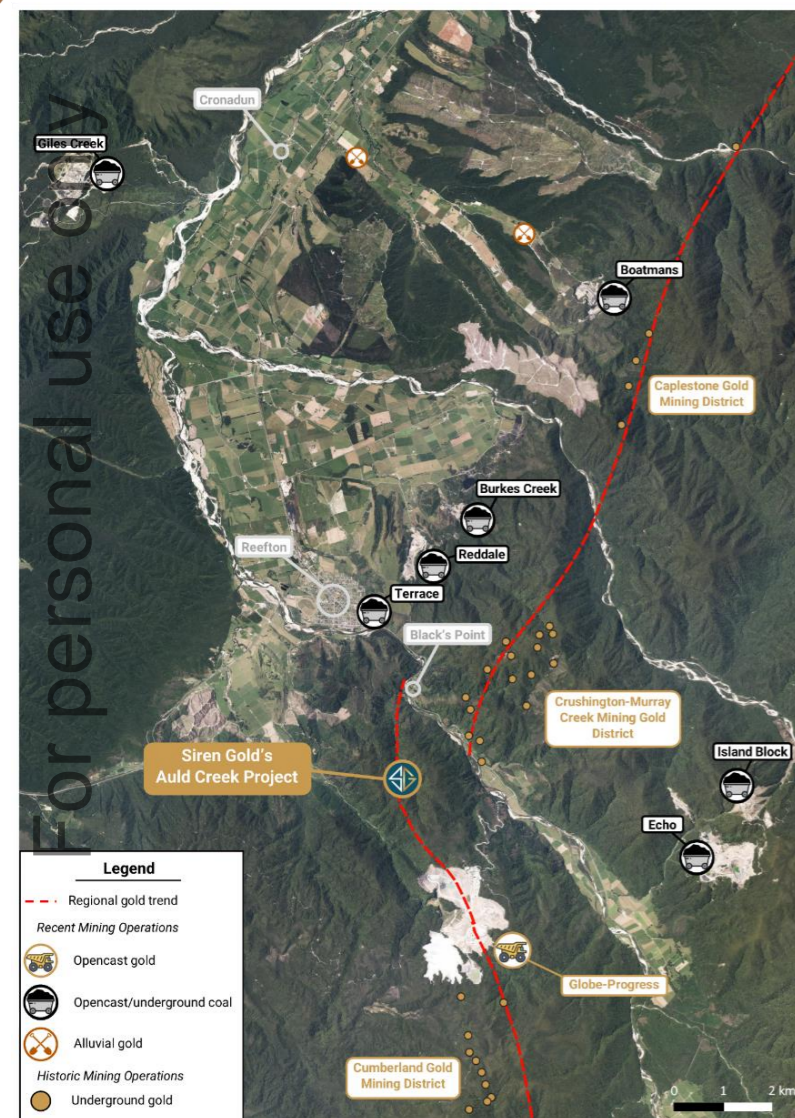 For personal use only
Cronadun
Giles Creek
Boatmans
Caplestone Gold
Mining District
Burkes Creek
Reddale
Reefton
Terrace
Black's Point
Crushington-Murray
Creek Mining Gold
District
Siren Gold's
Auld Creek Project
Island Block
Echo
Globe-Progress
Cumberland Gold
Mining District
Legend
Regional gold trend
Recent Mining Operations
Opencast gold
Opencast/underground coal
Alluvial gold
Historic Mining Operations
Underground gold
0 1 2 km